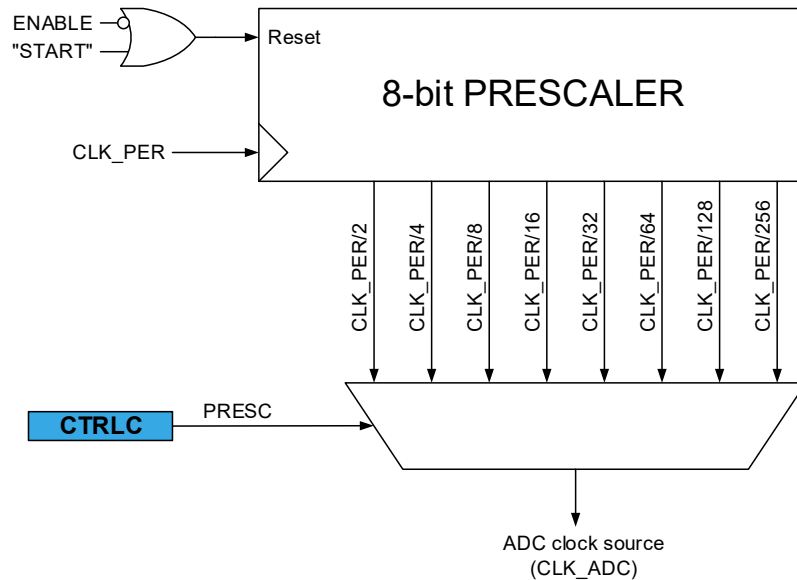 ENABLE
"START"
Reset
8-bit PRESCALER
CLK_PER
CLK_PER/2
CLK_PER/4
CLK_PER/8
CLK_PER/16
CLK_PER/32
CLK_PER/64
CLK_PER/128
CLK_PER/256
CTRLC
PRESC
ADC clock source
(CLK_ADC)